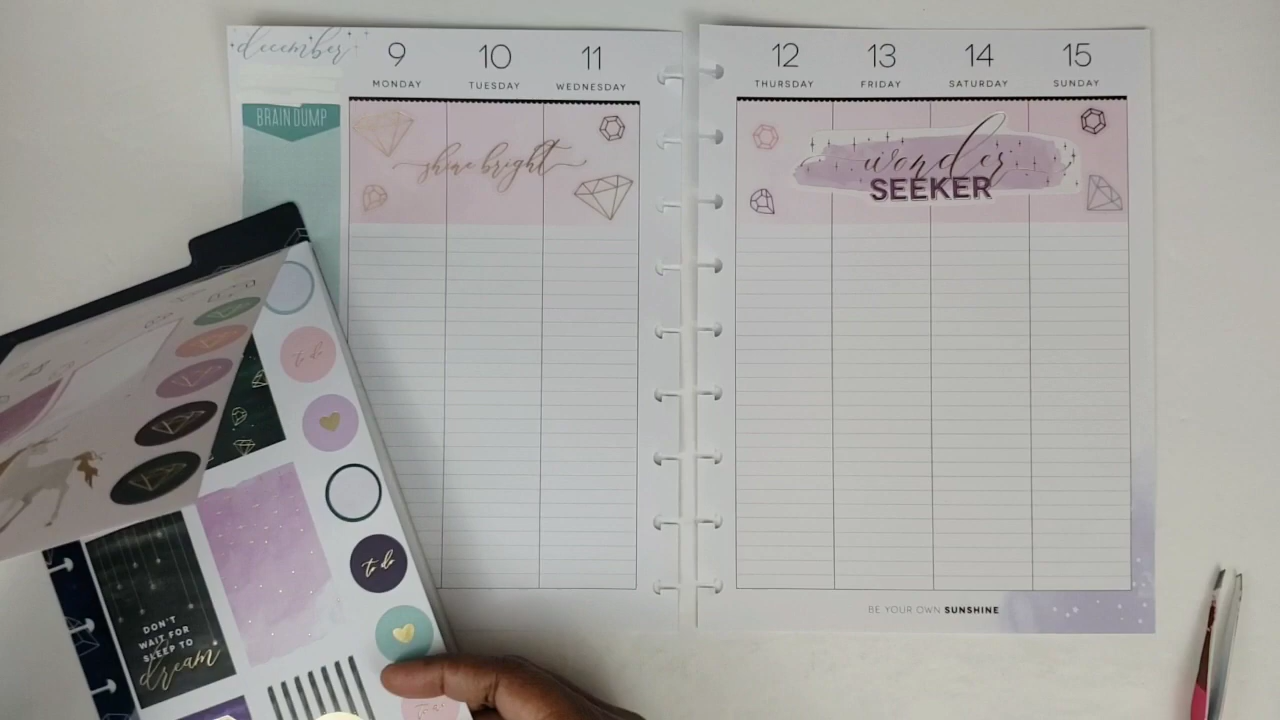 december
9
MONDAY
10
TUESDAY
11
WEDNESDAY
12
THURSDAY
13
FRIDAY
14
SATURDAY
15
SUNDAY
BRAIN DUMP
shine bright
wonder
SEEKER
to do
to do
DON'T
WAIT FOR
SLEEP TO
dream
BE YOUR OWN SUNSHINE